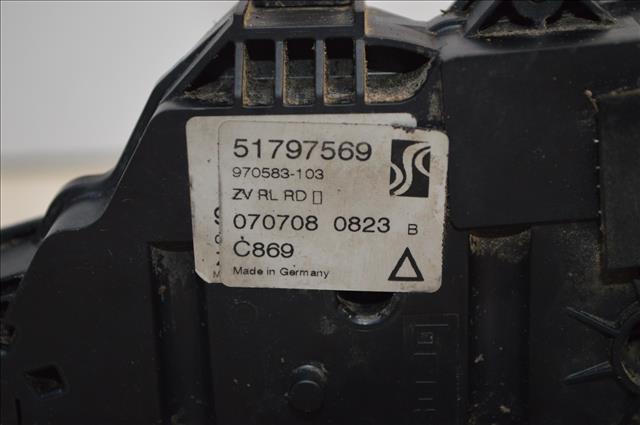 51797569
970583-103
ZV RL RD []
070708 0823 B
C869
Made in Germany